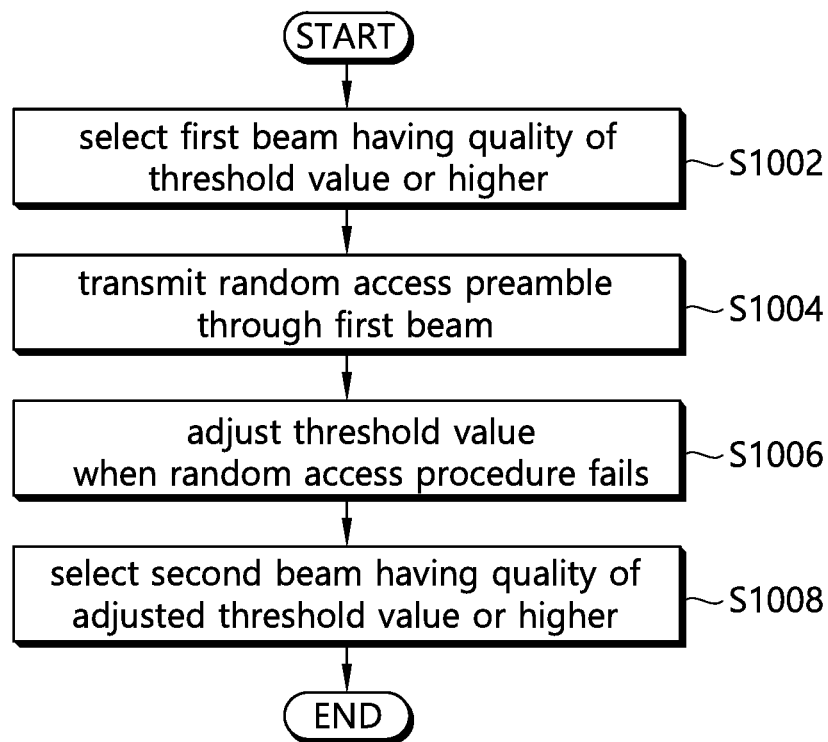 START
select first beam having quality of
threshold value or higher
S1002
transmit random access preamble
through first beam
S1004
adjust threshold value
when random access procedure fails
S1006
select second beam having quality of
adjusted threshold value or higher
S1008
END